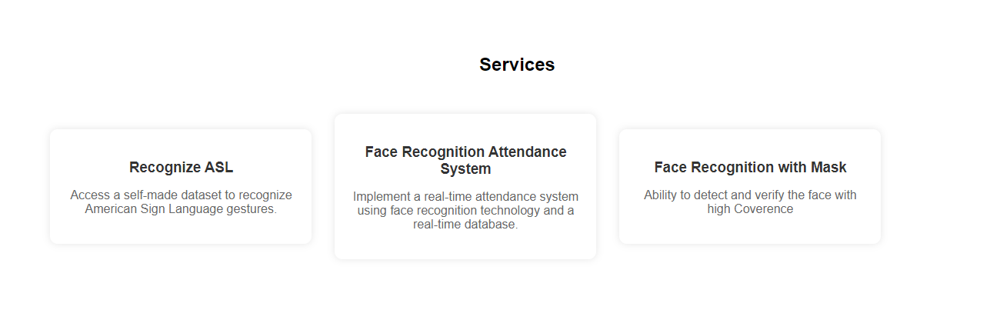 Services
Recognize ASL
Access a self-made dataset to recognize
American Sign Language gestures.
Face Recognition Attendance
System
Implement a real-time attendance system
using face recognition technology and a
real-time database.
Face Recognition with Mask
Ability to detect and verify the face with
high Coverence